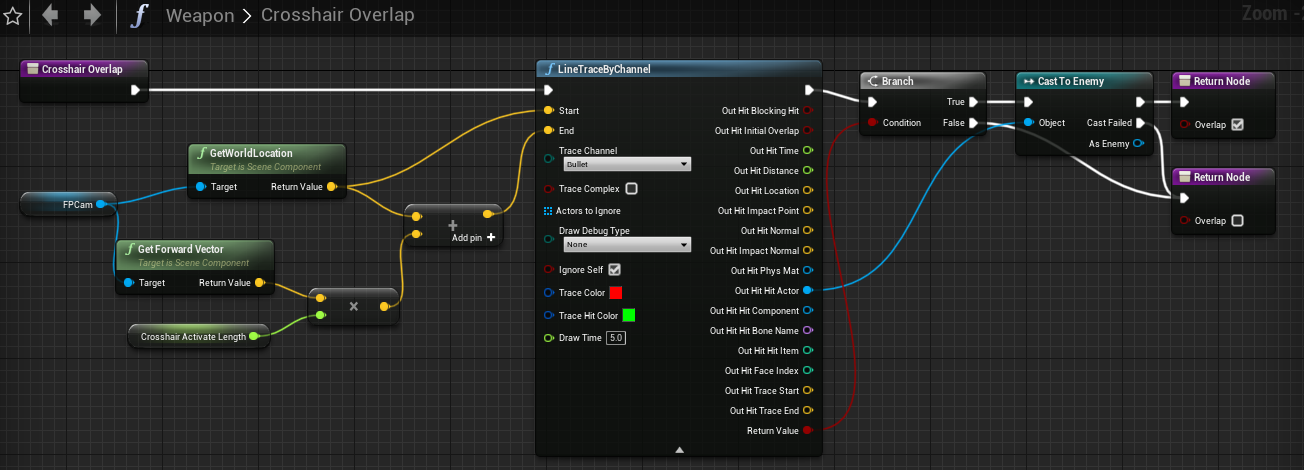 Weapon > Crosshair Overlap
Zoom -
Crosshair Overlap
GetWorldLocation
Target is Scene Component
Target Return Value
FPCam
Get Forward Vector
Target is Scene Component
Target Return Value
Crosshair Activate Length
×
+
Add pin +
LineTraceByChannel
Start
End
Trace Channel
Bullet
Trace Complex
Actors to Ignore
Draw Debug Type
None
Ignore Self
Trace Color
Trace Hit Color
Draw Time 5.0
Out Hit Blocking Hit
Out Hit Initial Overlap
Out Hit Time
Out Hit Distance
Out Hit Location
Out Hit Impact Point
Out Hit Normal
Out Hit Impact Normal
Out Hit Phys Mat
Out Hit Hit Actor
Out Hit Hit Component
Out Hit Hit Bone Name
Out Hit Hit Item
Out Hit Face Index
Out Hit Trace Start
Out Hit Trace End
Return Value
Branch
True
Condition False
Cast To Enemy
Object Cast Failed
As Enemy
Return Node
Overlap
Return Node
Overlap